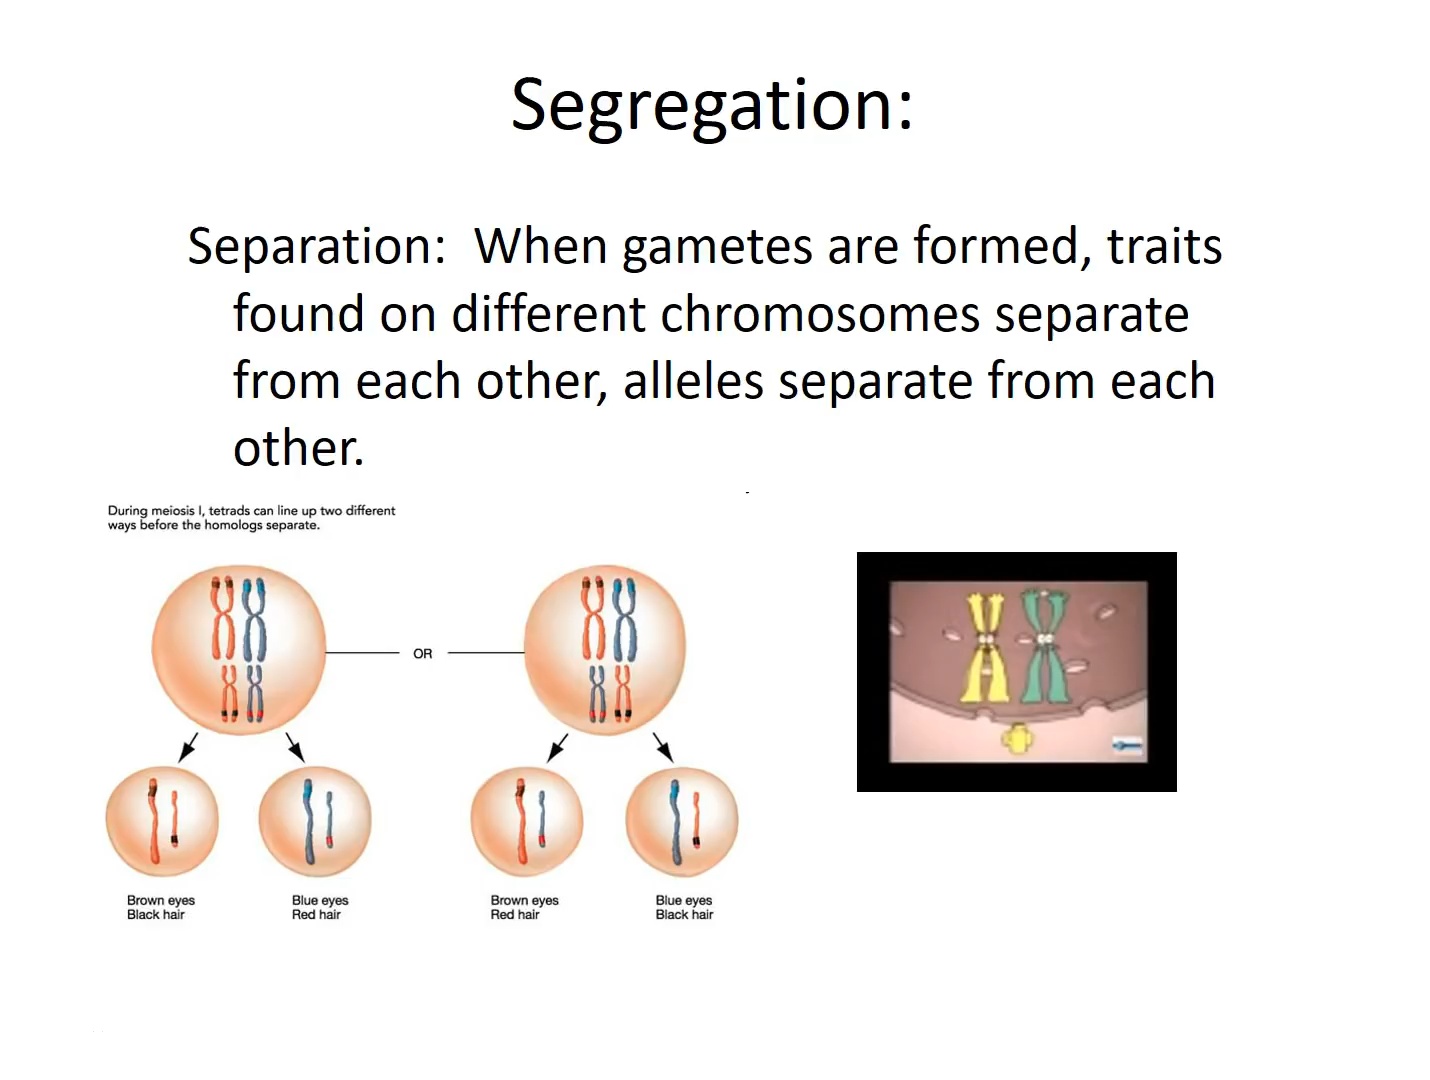 Segregation:
Separation:  When gametes are formed, traits
found on different chromosomes separate
from each other, alleles separate from each
other.
During meiosis I, tetrads can line up two different
ways before the homologs separate.
OR
Brown eyes
Black hair
Blue eyes
Red hair
Brown eyes
Red hair
Blue eyes
Black hair